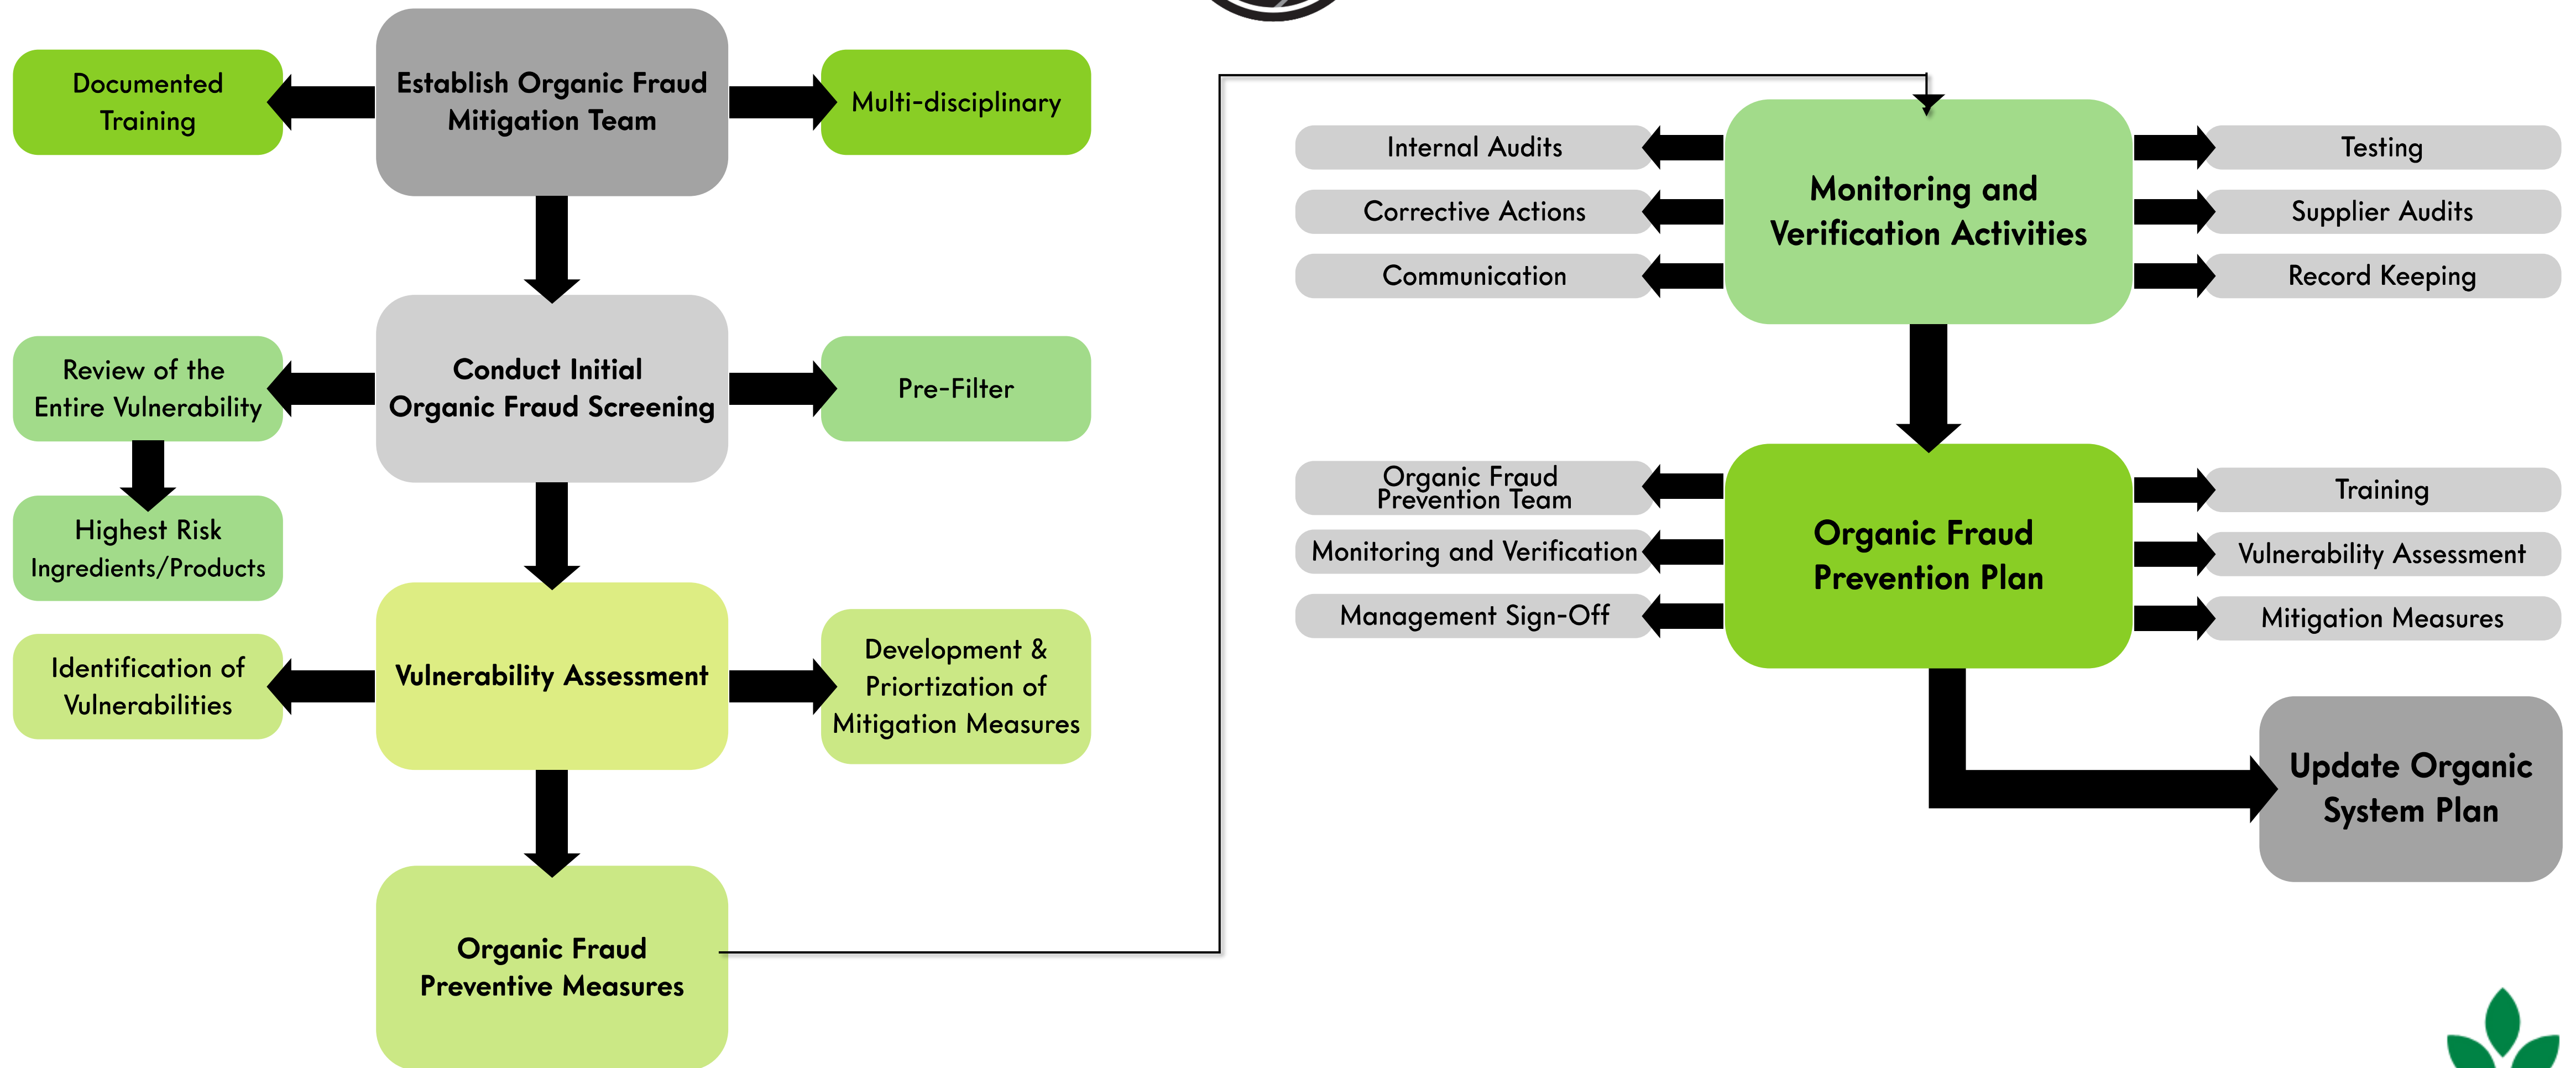 Documented
Training
Establish Organic Fraud
Mitigation Team
Multi-disciplinary
Review of the
Entire Vulnerability
Conduct Initial
Organic Fraud Screening
Pre-Filter
Highest Risk
Ingredients/Products
Identification of
Vulnerabilities
Vulnerability Assessment
Development &
Priortization of
Mitigation Measures
Organic Fraud
Preventive Measures
Internal Audits
Corrective Actions
Communication
Monitoring and
Verification Activities
Testing
Supplier Audits
Record Keeping
Organic Fraud
Prevention Team
Monitoring and Verification
Management Sign-Off
Organic Fraud
Prevention Plan
Training
Vulnerability Assessment
Mitigation Measures
Update Organic
System Plan